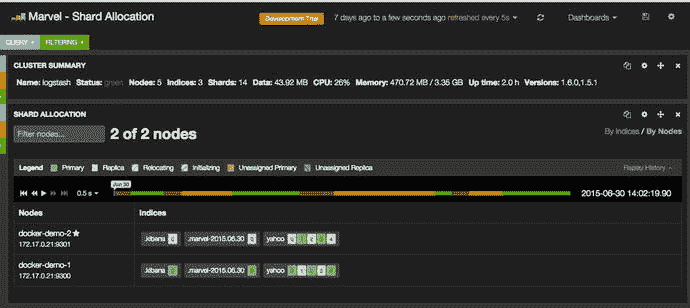 Marvel - Shard Allocation
Development Trial
7 days ago to a few seconds ago refreshed every 5s
Dashboards
QUERY
FILTERING
CLUSTER SUMMARY
Name: logstash Status: green Nodes: 5 Indices: 3 Shards: 14 Data: 43.92 MB CPU: 26% Memory: 470.72 MB / 3.35 GB Up time: 2.0 h Versions: 1.6.0,1.5.1
SHARD ALLOCATION
Filter nodes...
2 of 2 nodes
By Indices / By Nodes
Legend Primary Replica Relocating Initializing Unassigned Primary Unassigned Replica
Replay History
Jun 30
0.5 s
2015-06-30 14:02:19.90
Nodes Indices
docker-demo-2
172.17.0.21:9301
.kibana .marvel-2015.06.30 yahoo
docker-demo-1
172.17.0.21:9300
.kibana .marvel-2015.06.30 yahoo